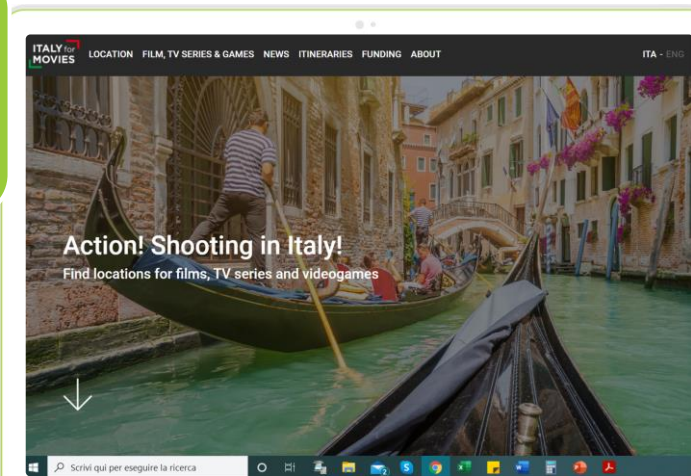 ITALY for
MOVIES
LOCATION FILM, TV SERIES & GAMES NEWS ITINERARIES FUNDING ABOUT
ITA - ENG
Action! Shooting in Italy!
Find locations for films, TV series and videogames
Scrivi qui per eseguire la ricerca